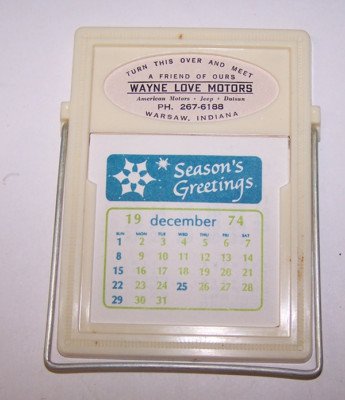 TURN THIS OVER AND MEET
A FRIEND OF OURS
WAYNE LOVE MOTORS
American Motors - Jeep - Datsun
PH. 267-6188
WARSAW, INDIANA
Season's
Greetings
19 december 74
SUN MON TUE WED THU FRI SAT
1 2 3 4 5 6 7
8 9 10 11 12 13 14
15 16 17 18 19 20 21
22 23 24 25 26 27 28
29 30 31